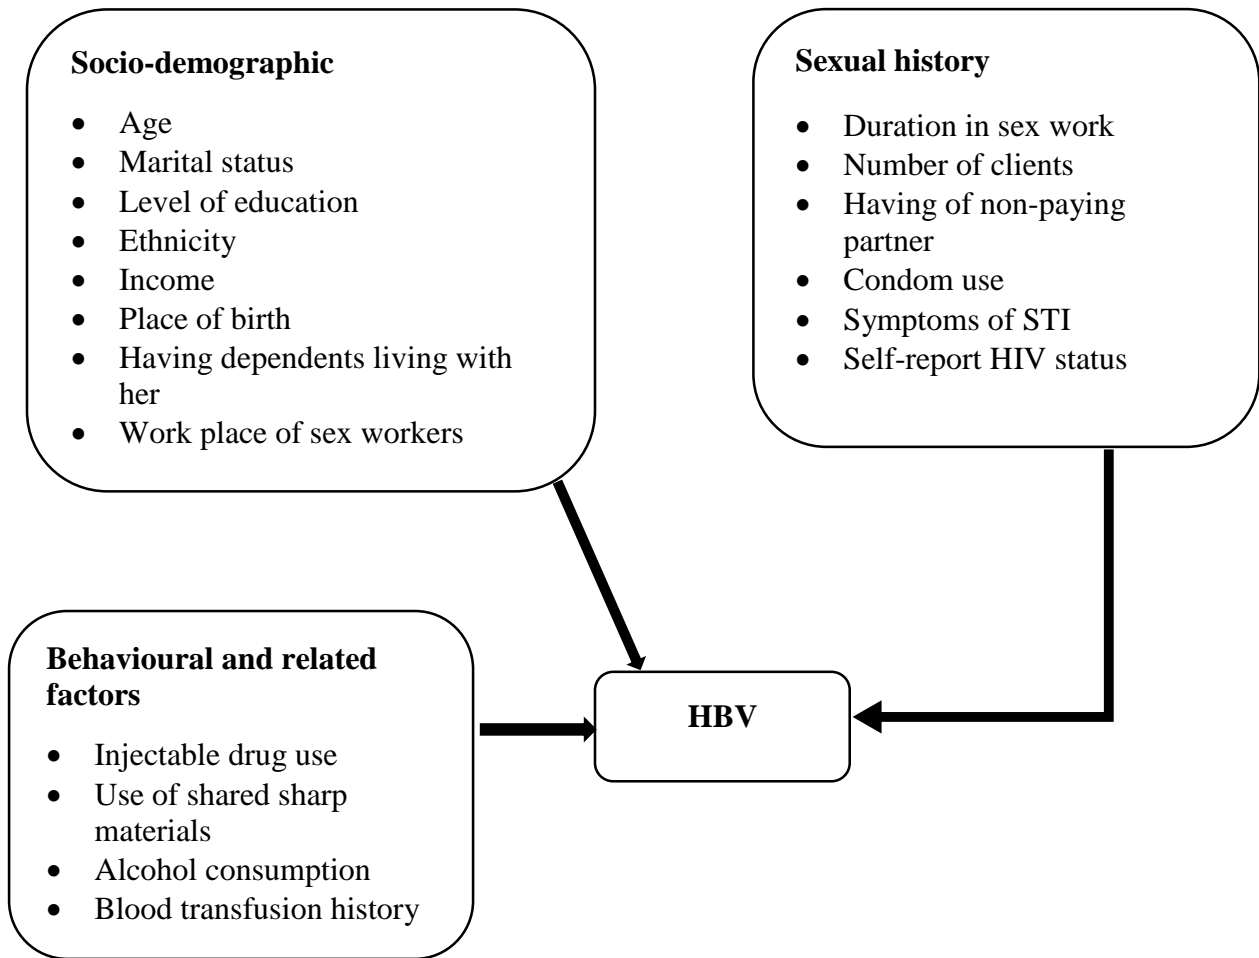 Socio-demographic
• Age
• Marital status
• Level of education
• Ethnicity
• Income
• Place of birth
• Having dependents living with
her
• Work place of sex workers
Sexual history
• Duration in sex work
• Number of clients
• Having of non-paying
partner
• Condom use
• Symptoms of STI
• Self-report HIV status
Behavioural and related
factors
• Injectable drug use
• Use of shared sharp
materials
• Alcohol consumption
• Blood transfusion history
HBV